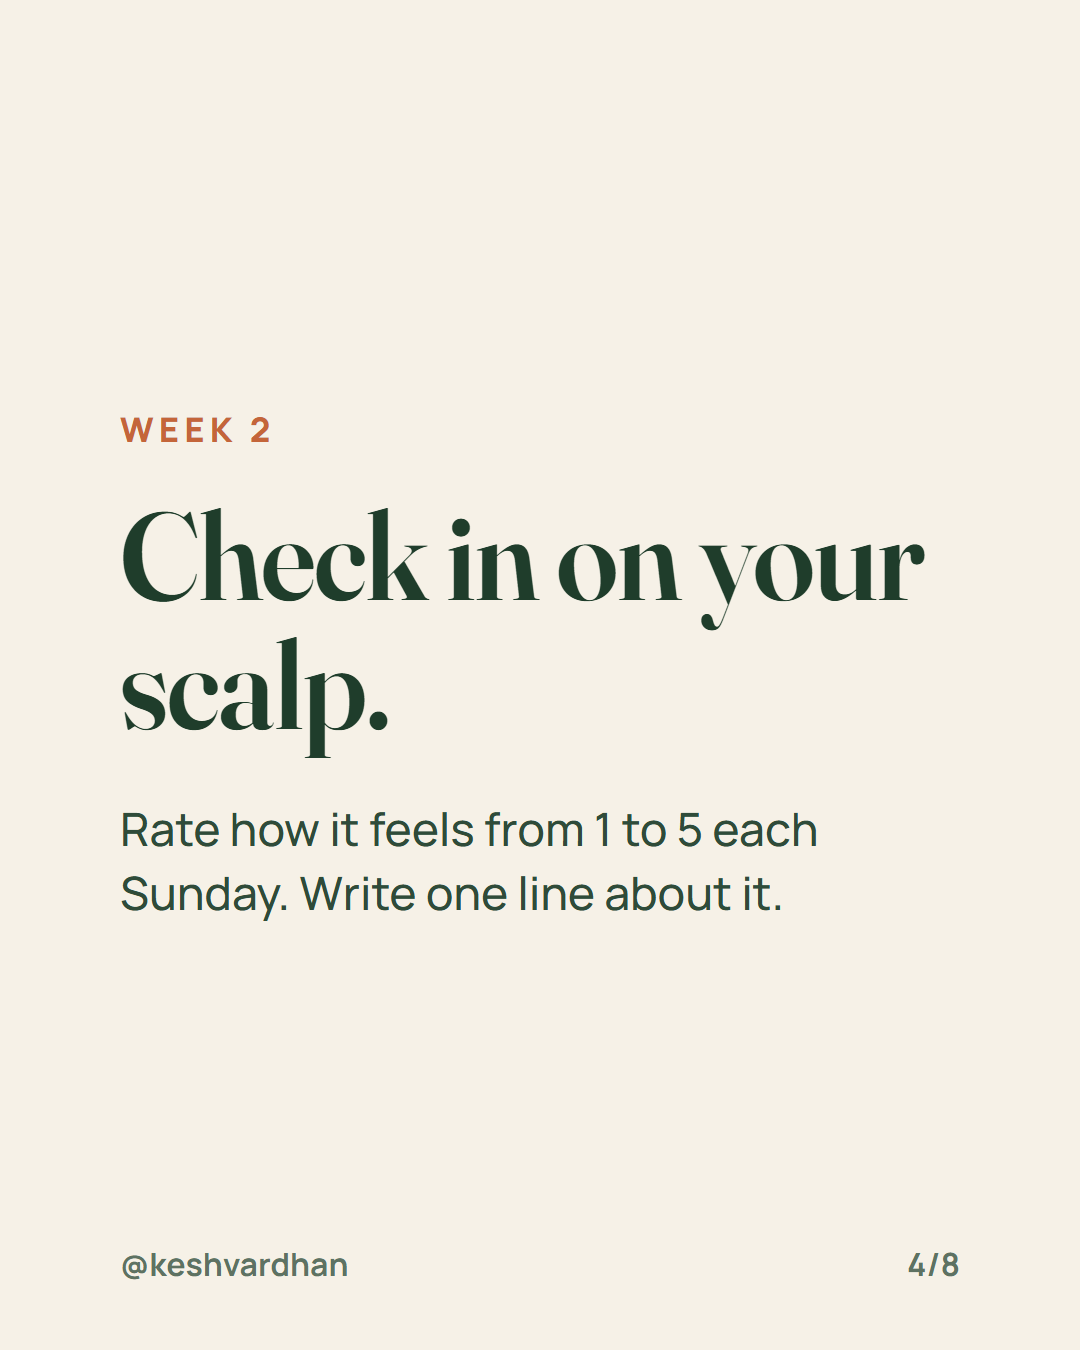 WEEK 2
Check in on your
scalp.
Rate how it feels from 1 to 5 each
Sunday. Write one line about it.
@keshvardhan
4/8